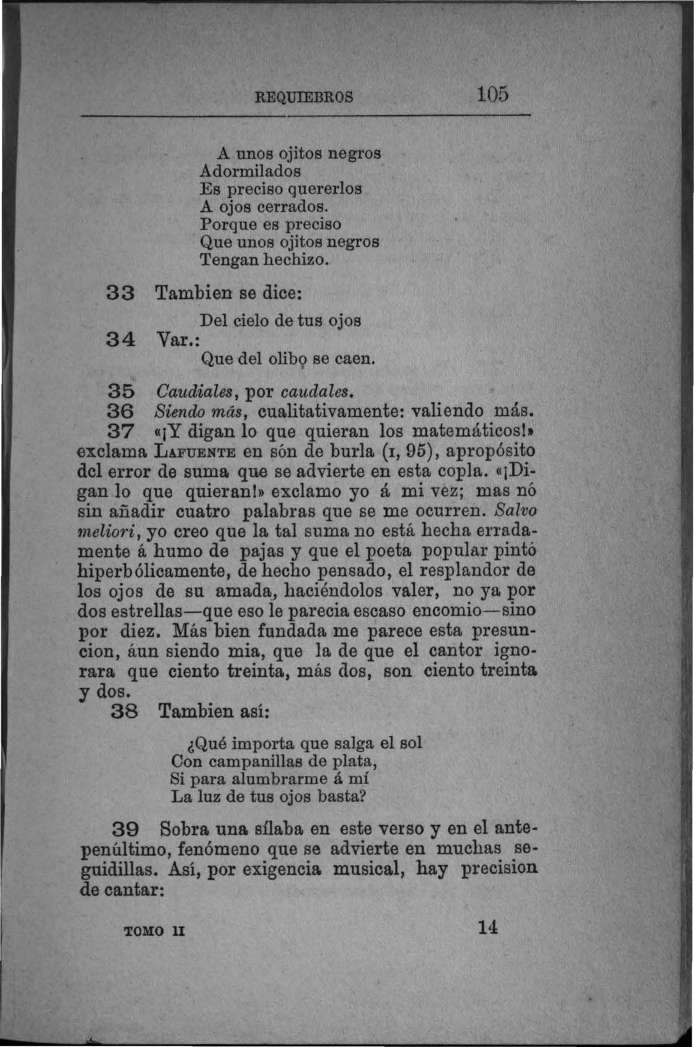 REQUIEBROS 105
A unos ojitos negros
Adormilados
Es preciso quererlos
A ojos cerrados.
Porque es preciso
Que unos ojitos negros
Tengan hechizo.
33 Tambien se dice:
Del cielo de tus ojos
34 Var.:
Que del olibo se caen.
35 Caudiales, por caudales.
36 Siendo más, cualitativamente: valiendo más.
37 «¡Y digan lo que quieran los matemáticos!»
exclama LAFUENTE en són de burla (I, 95), apropósito
del error de suma que se advierte en esta copla. «¡Di-
gan lo que quieran!» exclamo yo á mi vez; mas nó
sin añadir cuatro palabras que se me ocurren. Salvo
meliori, yo creo que la tal suma no está hecha errada-
mente á humo de pajas y que el poeta popular pintó
hiperbólicamente, de hecho pensado, el resplandor de
los ojos de su amada, haciéndolos valer, no ya por
dos estrellas—que eso le parecia escaso encomio—sino
por diez. Más bien fundada me parece esta presun-
cion, áun siendo mia, que la de que el cantor igno-
rara que ciento treinta, más dos, son ciento treinta
y dos.
38 Tambien así:
¿Qué importa que salga el sol
Con campanillas de plata,
Si para alumbrarme á mí
La luz de tus ojos basta?
39 Sobra una sílaba en este verso y en el ante-
penúltimo, fenómeno que se advierte en muchas se-
guidillas. Así, por exigencia musical, hay precision
de cantar:
TOMO II 14